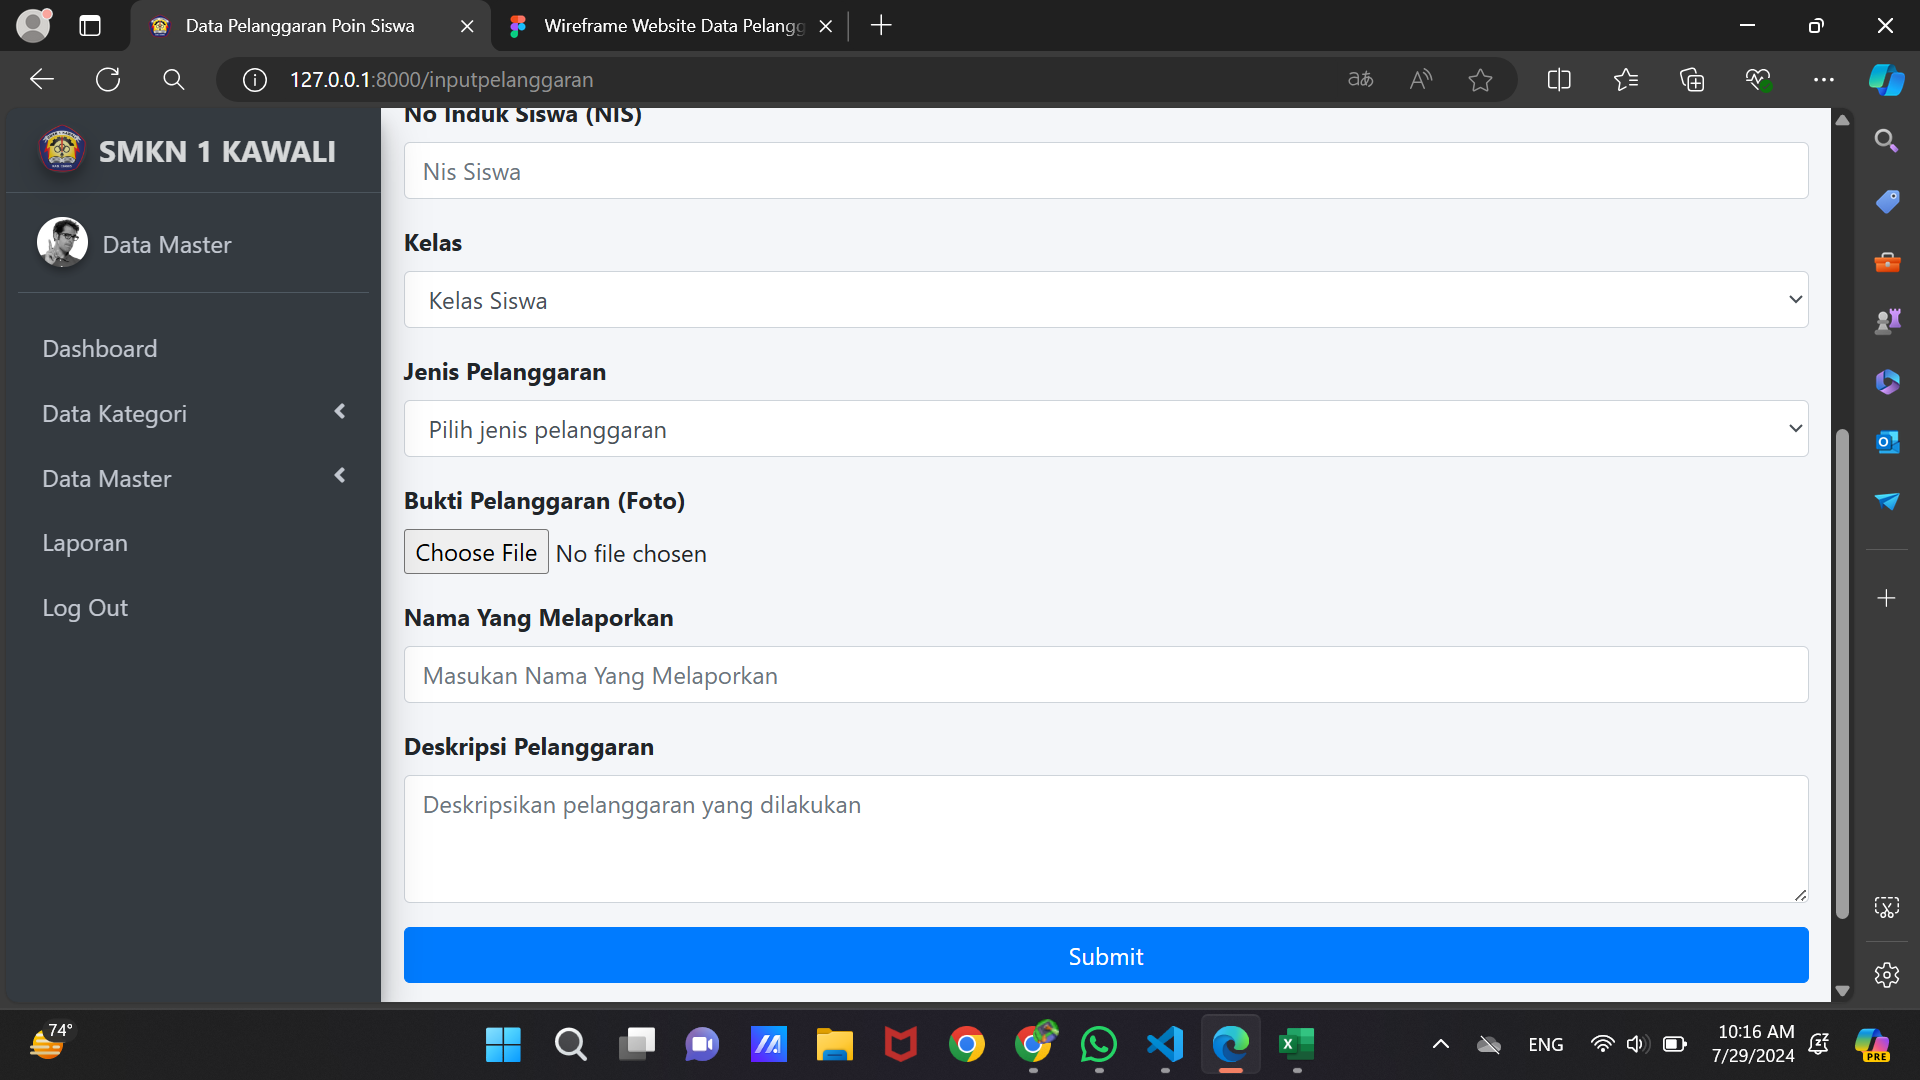 Data Pelanggaran Poin Siswa
Wireframe Website Data Pelangg
127.0.0.1:8000/inputpelanggaran
SMKN 1 KAWALI
Data Master
Dashboard
Data Kategori
Data Master
Laporan
Log Out
No Induk Siswa (NIS)
Nis Siswa
Kelas
Kelas Siswa
Jenis Pelanggaran
Pilih jenis pelanggaran
Bukti Pelanggaran (Foto)
Choose File No file chosen
Nama Yang Melaporkan
Masukan Nama Yang Melaporkan
Deskripsi Pelanggaran
Deskripsikan pelanggaran yang dilakukan
Submit
74°
ENG
10:16 AM
7/29/2024
PRE